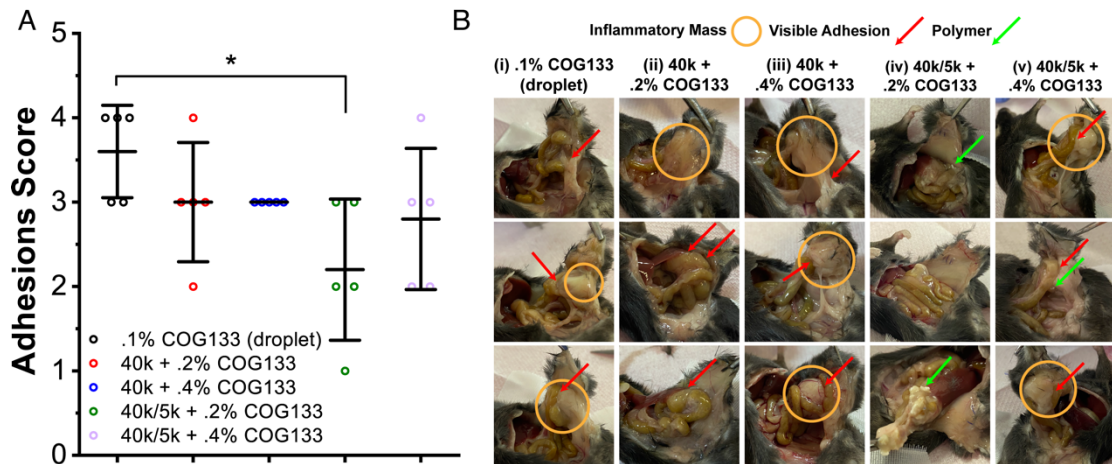 A
Adhesions Score
5
4
3
2
1
0
*
.1% COG133 (droplet)
40k + .2% COG133
40k + .4% COG133
40k/5k + .2% COG133
40k/5k + .4% COG133
B
Inflammatory Mass Visible Adhesion Polymer
(i) .1% COG133
(droplet)
(ii) 40k +
.2% COG133
(iii) 40k +
.4% COG133
(iv) 40k/5k +
.2% COG133
(v) 40k/5k +
.4% COG133